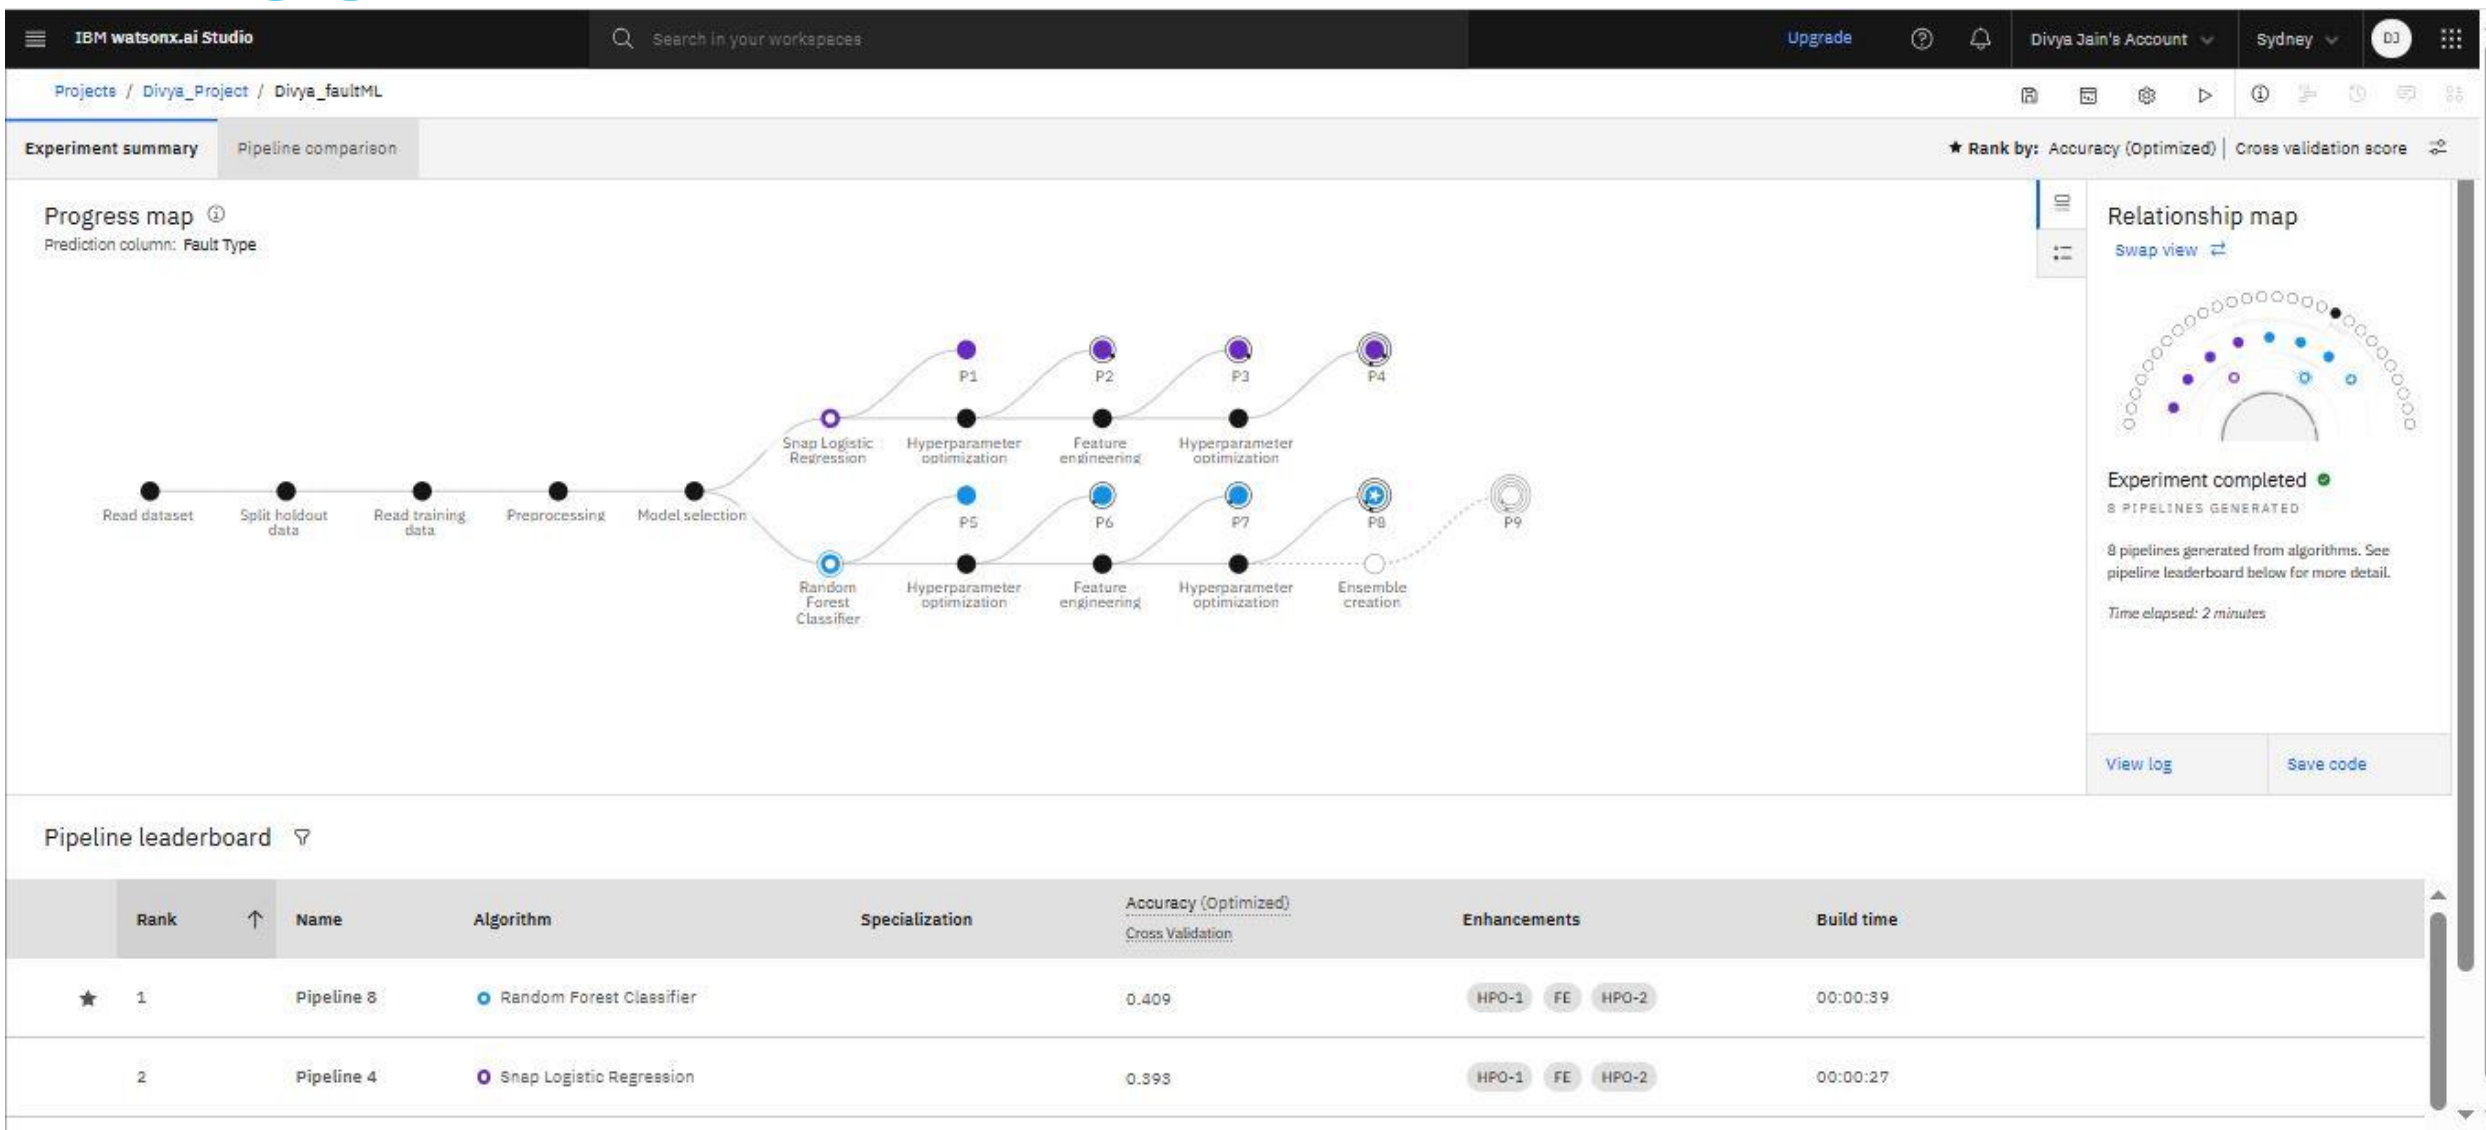 IBM watsonx.ai Studio
Search in your workspaces
Upgrade
Divya Jain's Account
Sydney
DJ
Projects / Divya_Project / Divya_faultML
Experiment summary
Pipeline comparison
Rank by: Accuracy (Optimized) | Cross validation score
Progress map
Prediction column: Fault Type
P1
P2
P3
P4
Snap Logistic
Regression
Hyperparameter
optimization
Feature
engineering
Hyperparameter
optimization
Read dataset
Split holdout
data
Read training
data
Preprocessing
Model selection
P5
P6
P7
P8
P9
Random
Forest
Classifier
Hyperparameter
optimization
Feature
engineering
Hyperparameter
optimization
Ensemble
creation
Relationship map
Swap view
Experiment completed
8 PIPELINES GENERATED
8 pipelines generated from algorithms. See
pipeline leaderboard below for more detail.
Time elapsed: 2 minutes
View log
Save code
Pipeline leaderboard
Rank
Name
Algorithm
Specialization
Accuracy (Optimized)
Cross Validation
Enhancements
Build time
1 Pipeline 8 Random Forest Classifier 0.409 HPO-1 FE HPO-2 00:00:39
2 Pipeline 4 Snap Logistic Regression 0.393 HPO-1 FE HPO-2 00:00:27